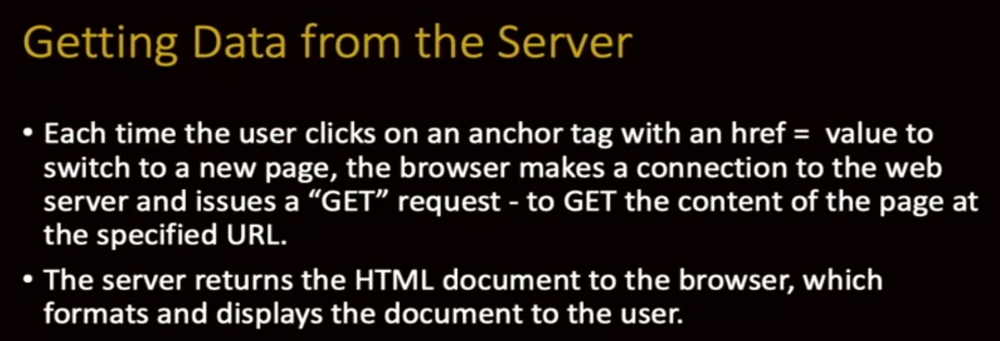 Getting Data from the Server
• Each time the user clicks on an anchor tag with an href = value to
switch to a new page, the browser makes a connection to the web
server and issues a “GET” request - to GET the content of the page at
the specified URL.
• The server returns the HTML document to the browser, which
formats and displays the document to the user.